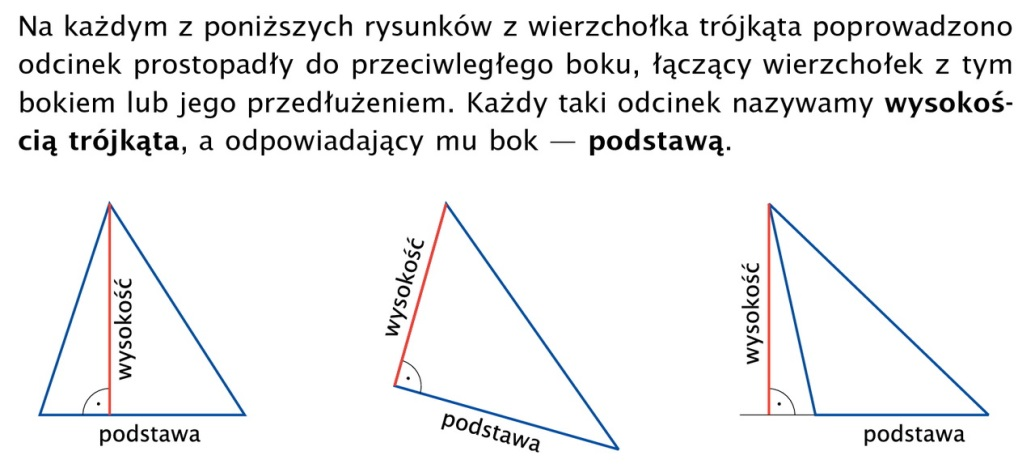 Na każdym z poniższych rysunków z wierzchołka trójkąta poprowadzono
odcinek prostopadły do przeciwległego boku, łączący wierzchołek z tym
bokiem lub jego przedłużeniem. Każdy taki odcinek nazywamy wysokoś-
cią trójkąta, a odpowiadający mu bok — podstawą.
wysokość
podstawa
wysokość
podstawa
wysokość
podstawa